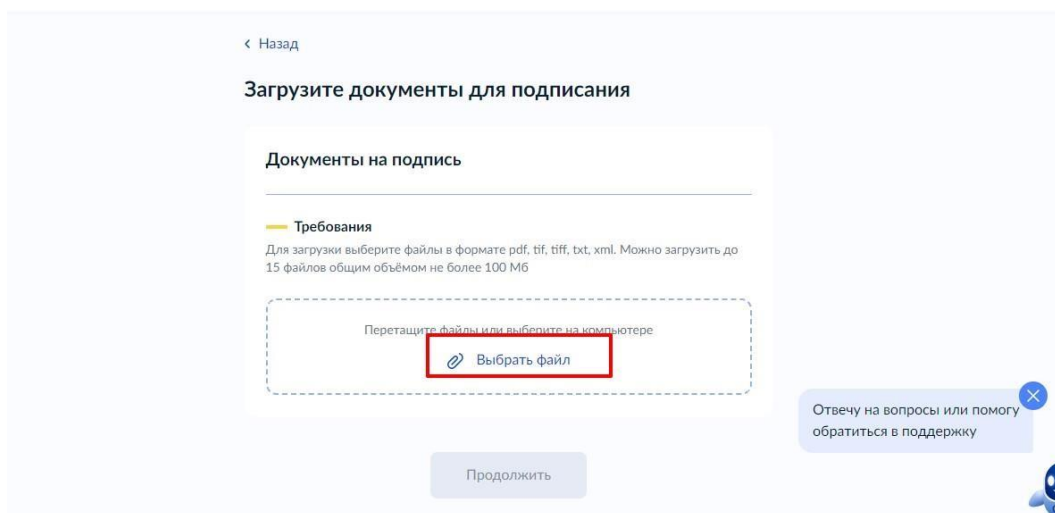 Назад
Загрузите документы для подписания
Документы на подпись
Требования
Для загрузки выберите файлы в формате pdf, tif, tiff, txt, xml. Можно загрузить до
15 файлов общим объёмом не более 100 Мб
Перетащите файлы или выберите на компьютере
Выбрать файл
Отвечу на вопросы или помогу
обратиться в поддержку
Продолжить